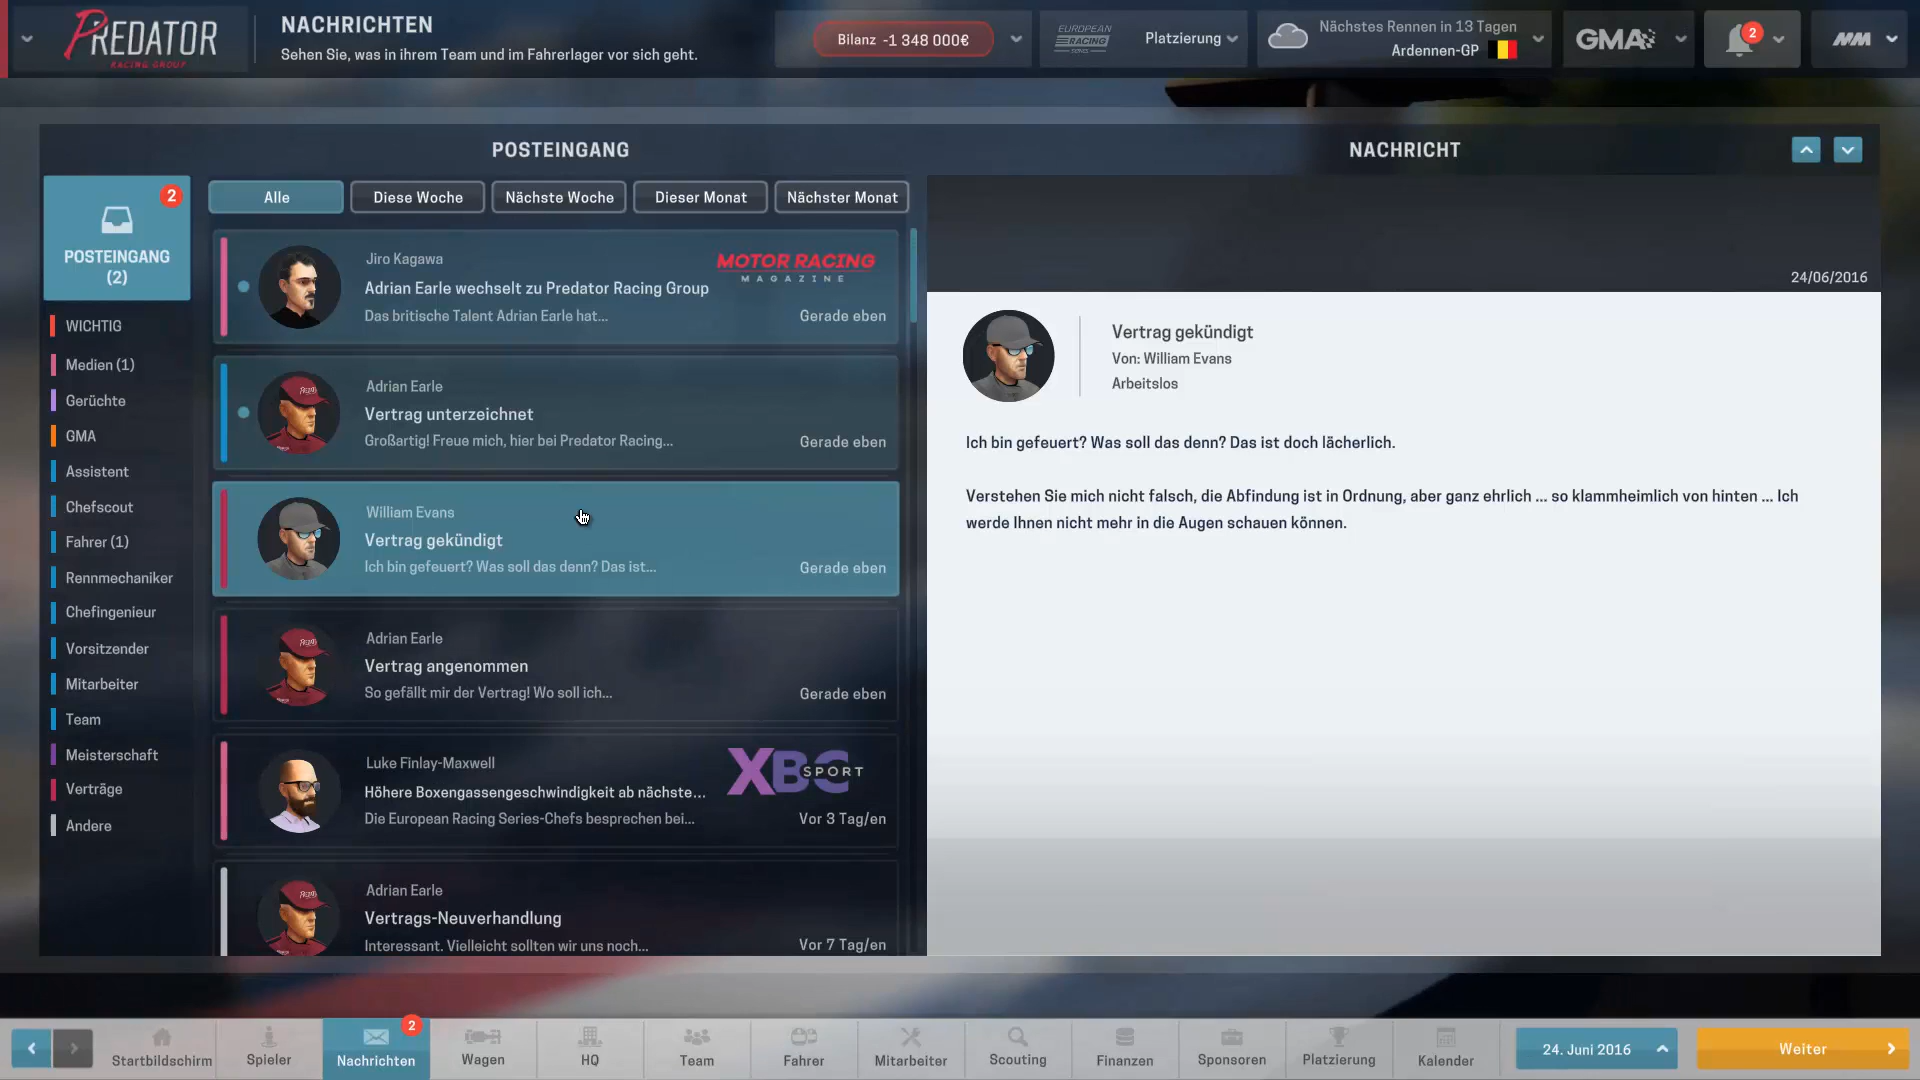 PREDATOR
RACING GROUP
NACHRICHTEN
Sehen Sie, was in ihrem Team und im Fahrerlager vor sich geht.
Bilanz -1 348 000€
EUROPEAN
RACING
SERIES
Platzierung
Nächstes Rennen in 13 Tagen
Ardennen-GP
GMA
2
POSTEINGANG
NACHRICHT
2
POSTEINGANG
(2)
WICHTIG
Medien (1)
Gerüchte
GMA
Assistent
Chefscout
Fahrer (1)
Rennmechaniker
Chefingenieur
Vorsitzender
Mitarbeiter
Team
Meisterschaft
Verträge
Andere
Alle
Diese Woche
Nächste Woche
Dieser Monat
Nächster Monat
Jiro Kagawa
MOTOR RACING
MAGAZINE
Adrian Earle wechselt zu Predator Racing Group
Das britische Talent Adrian Earle hat...
Gerade eben
Adrian Earle
Vertrag unterzeichnet
Großartig! Freue mich, hier bei Predator Racing...
Gerade eben
William Evans
Vertrag gekündigt
Ich bin gefeuert? Was soll das denn? Das ist...
Gerade eben
Adrian Earle
Vertrag angenommen
So gefällt mir der Vertrag! Wo soll ich...
Gerade eben
Luke Finlay-Maxwell
XBC SPORT
Höhere Boxengassengeschwindigkeit ab nächste...
Die European Racing Series-Chefs besprechen bei...
Vor 3 Tag/en
Adrian Earle
Vertrags-Neuverhandlung
Interessant. Vielleicht sollten wir uns noch...
Vor 7 Tag/en
24/06/2016
Vertrag gekündigt
Von: William Evans
Arbeitslos
Ich bin gefeuert? Was soll das denn? Das ist doch lächerlich.
Verstehen Sie mich nicht falsch, die Abfindung ist in Ordnung, aber ganz ehrlich ... so klammheimlich von hinten ... Ich
werde Ihnen nicht mehr in die Augen schauen können.
Startbildschirm
Spieler
2
Nachrichten
Wagen
HQ
Team
Fahrer
Mitarbeiter
Scouting
Finanzen
Sponsoren
Platzierung
Kalender
24. Juni 2016
Weiter